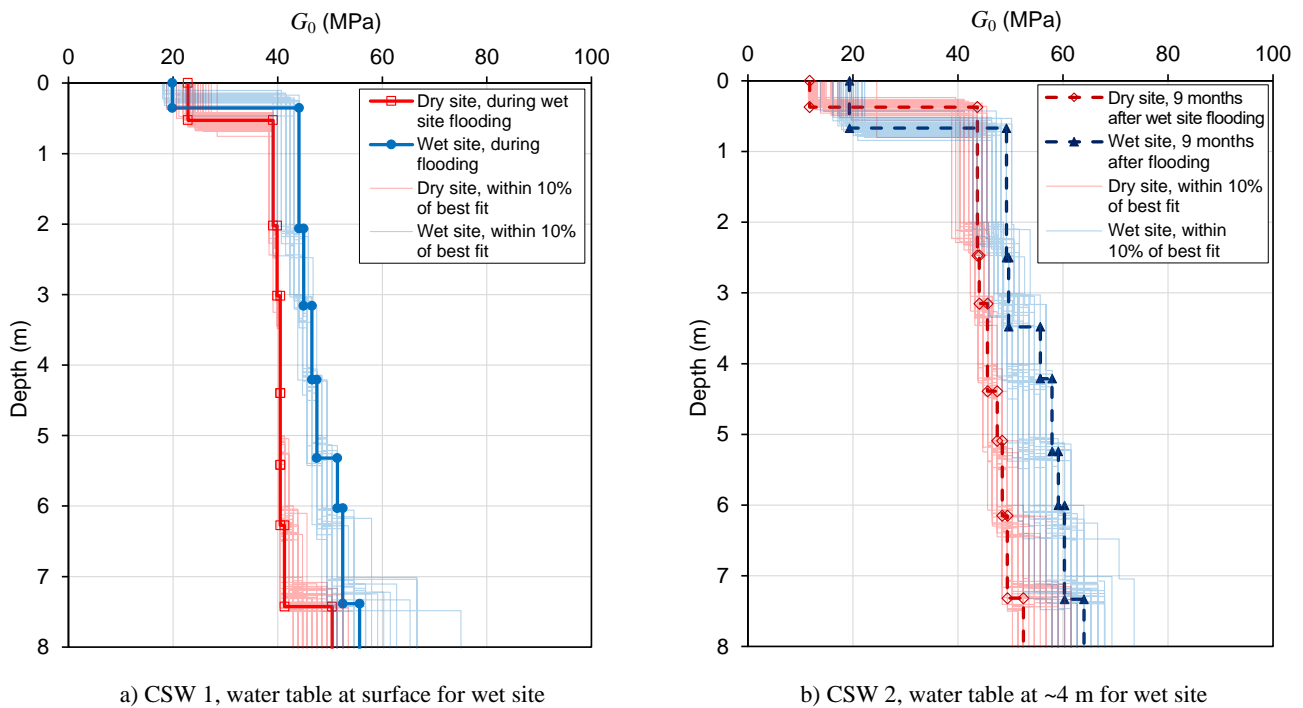 G₀ (MPa)
0 20 40 60 80 100
0
1
2
3
4
5
6
7
8
Depth (m)
Dry site, during wet
site flooding
Wet site, during
flooding
Dry site, within 10%
of best fit
Wet site, within 10%
of best fit
a) CSW 1, water table at surface for wet site
G₀ (MPa)
0 20 40 60 80 100
0
1
2
3
4
5
6
7
8
Depth (m)
Dry site, 9 months
after wet site flooding
Wet site, 9 months
after flooding
Dry site, within 10%
of best fit
Wet site, within
10% of best fit
b) CSW 2, water table at ~4 m for wet site